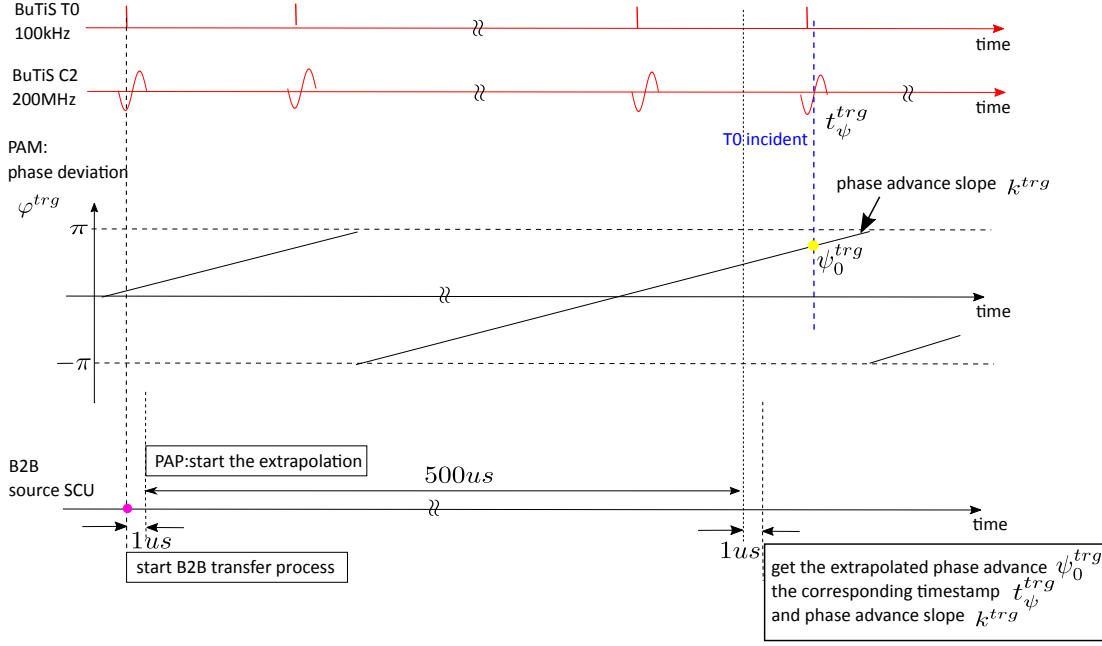 BuTiS T0
100kHz
time
BuTiS C2
200MHz
time
t_ψ^{trg}
T0 incident
PAM:
phase deviation
phase advance slope k^{trg}
φ^{trg}
π
ψ_0^{trg}
time
−π
PAP:start the extrapolation
B2B
source SCU
500us
time
1us
1us
start B2B transfer process
get the extrapolated phase advance ψ_0^{trg}
the corresponding timestamp t_ψ^{trg}
and phase advance slope k^{trg}